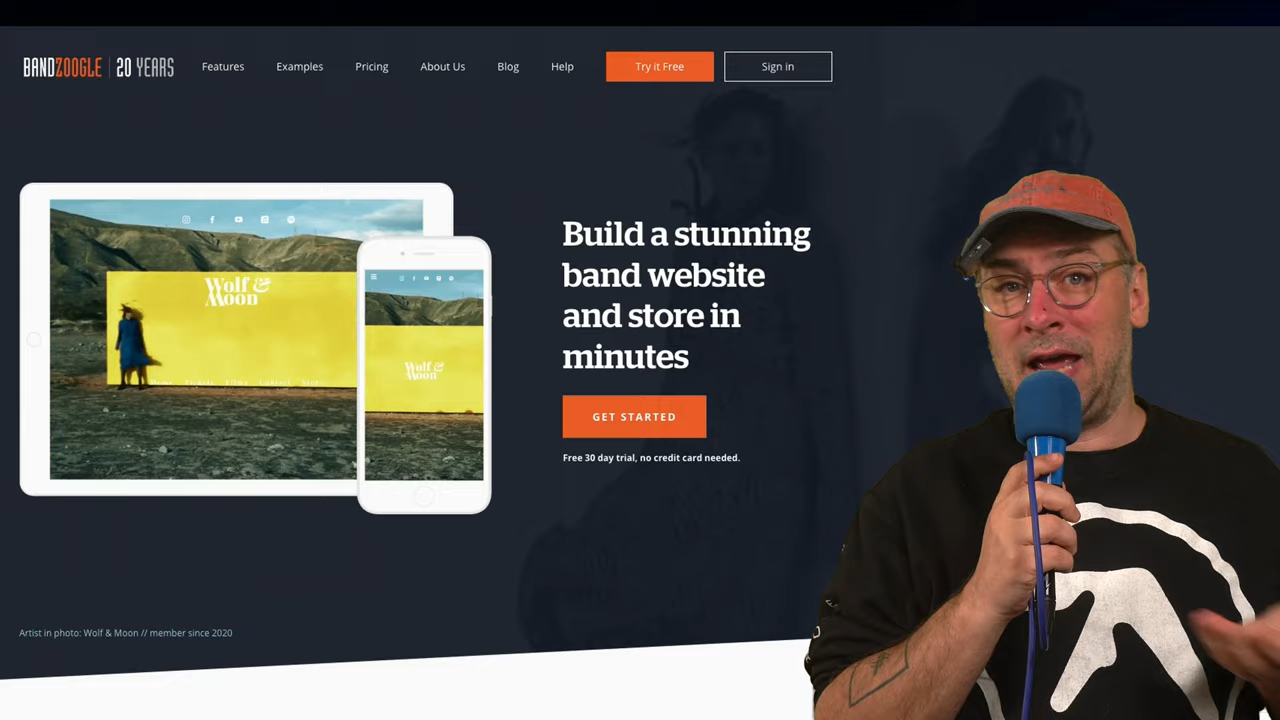 BANDZOOGLE | 20 YEARS
Features
Examples
Pricing
About Us
Blog
Help
Try it Free
Sign in
Wolf &
Moon
Wolf &
Moon
Build a stunning
band website
and store in
minutes
GET STARTED
Free 30 day trial, no credit card needed.
Artist in photo: Wolf & Moon // member since 2020